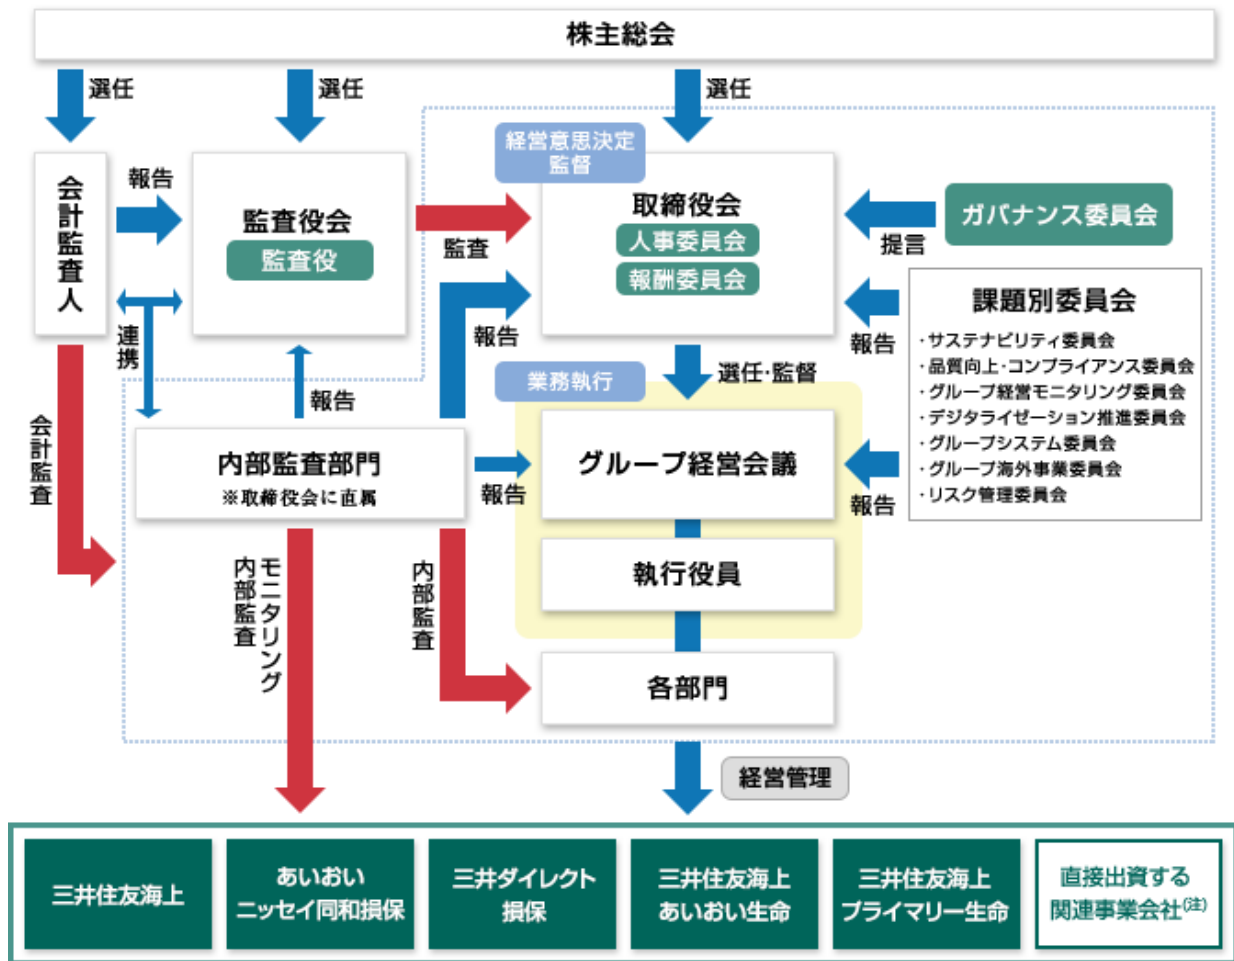 株主総会
選任
選任
選任
経営意思決定
監督
会計監査人
報告
監査役会
監査役
監査
取締役会
人事委員会
報酬委員会
ガバナンス委員会
提言
連携
報告
報告
報告
課題別委員会
・サステナビリティ委員会
・品質向上・コンプライアンス委員会
・グループ経営モニタリング委員会
・デジタライゼーション推進委員会
・グループシステム委員会
・グループ海外事業委員会
・リスク管理委員会
選任・監督
業務執行
会計監査
内部監査部門
※取締役会に直属
報告
グループ経営会議
報告
執行役員
モニタリング
内部監査
内部監査
各部門
経営管理
三井住友海上
あいおい
ニッセイ同和損保
三井ダイレクト
損保
三井住友海上
あいおい生命
三井住友海上
プライマリー生命
直接出資する
関連事業会社(注)